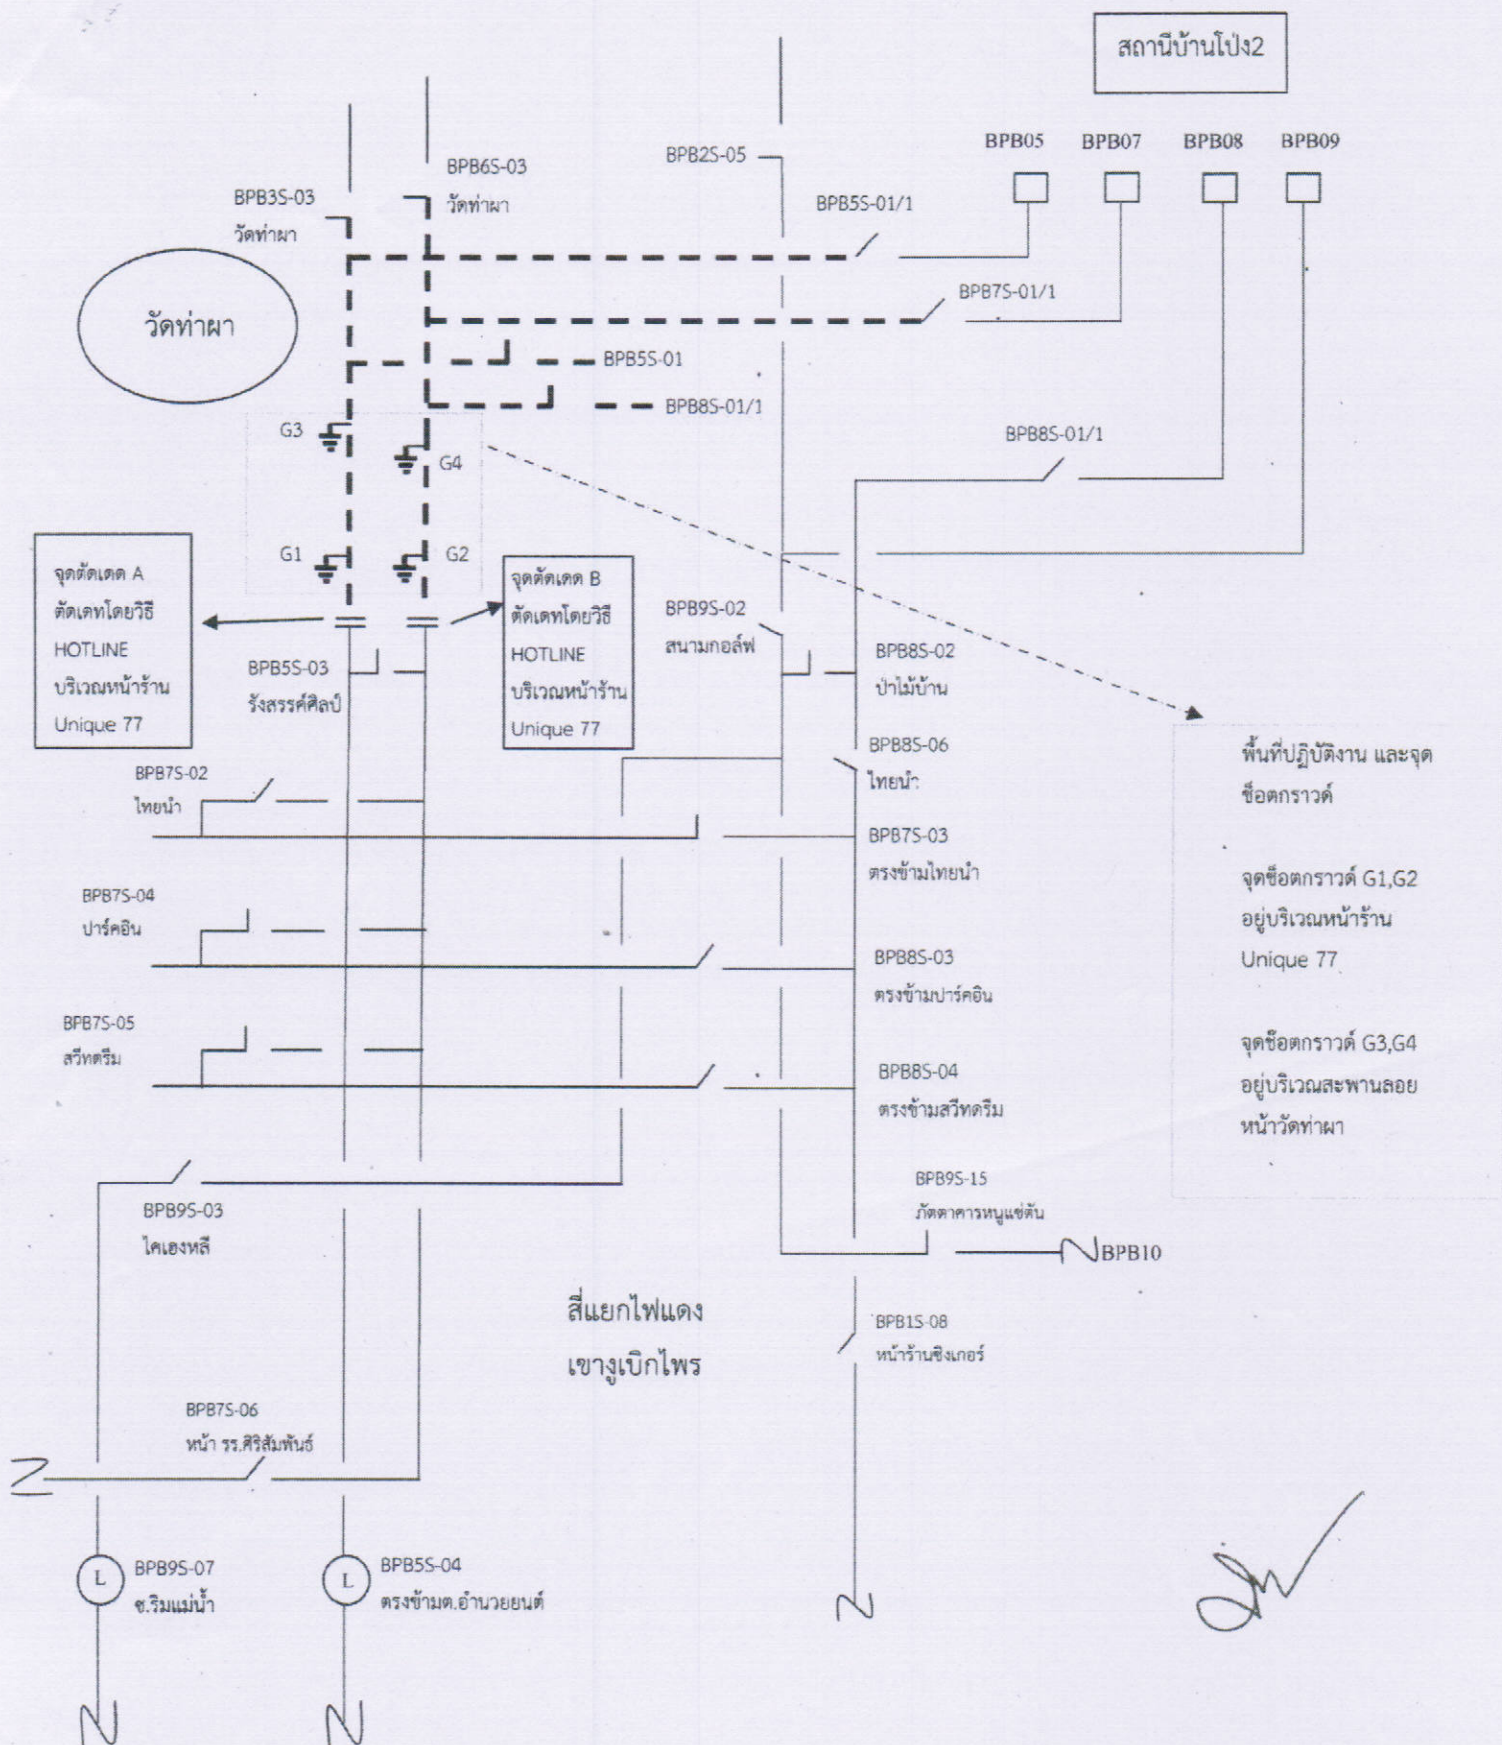 สถานีบ้านโป่ง2
BPB05
BPB07
BPB08
BPB09
BPB6S-03
วัดท่าผา
BPB2S-05
BPB3S-03
วัดท่าผา
BPB5S-01/1
BPB7S-01/1
วัดท่าผา
BPB5S-01
BPB8S-01/1
G3
G4
BPB8S-01/1
G1
G2
จุดตัดเดด A
ตัดเดทโดยวิธี
HOTLINE
บริเวณหน้าร้าน
Unique 77
จุดตัดเดด B
ตัดเดทโดยวิธี
HOTLINE
บริเวณหน้าร้าน
Unique 77
BPB9S-02
สนามกอล์ฟ
BPB5S-03
รังสรรค์ศิลป์
BPB8S-02
ป่าไม้บ้าน
BPB8S-06
ไทยนำ
BPB7S-02
ไทยนำ
BPB7S-03
ตรงข้ามไทยนำ
พื้นที่ปฏิบัติงาน และจุด
ช็อตกราวด์
จุดช็อตกราวด์ G1,G2
อยู่บริเวณหน้าร้าน
Unique 77
จุดช๊อตกราวด์ G3,G4
อยู่บริเวณสะพานลอย
หน้าวัดท่าผา
BPB7S-04
ปาร์คอิน
BPB8S-03
ตรงข้ามปาร์คอิน
BPB7S-05
สวีทดรีม
BPB8S-04
ตรงข้ามสวีทดรีม
BPB9S-03
ไคเฮงหลี
BPB9S-15
ภัตตาคารหนูแซ่ตัน
BPB10
สี่แยกไฟแดง
เขางูเบิกไพร
BPB1S-08
หน้าร้านซิงเกอร์
BPB7S-06
หน้า รร.ศิริสัมพันธ์
L
BPB9S-07
ซ.ริมแม่น้ำ
L
BPB5S-04
ตรงข้ามต.อำนวยยนต์